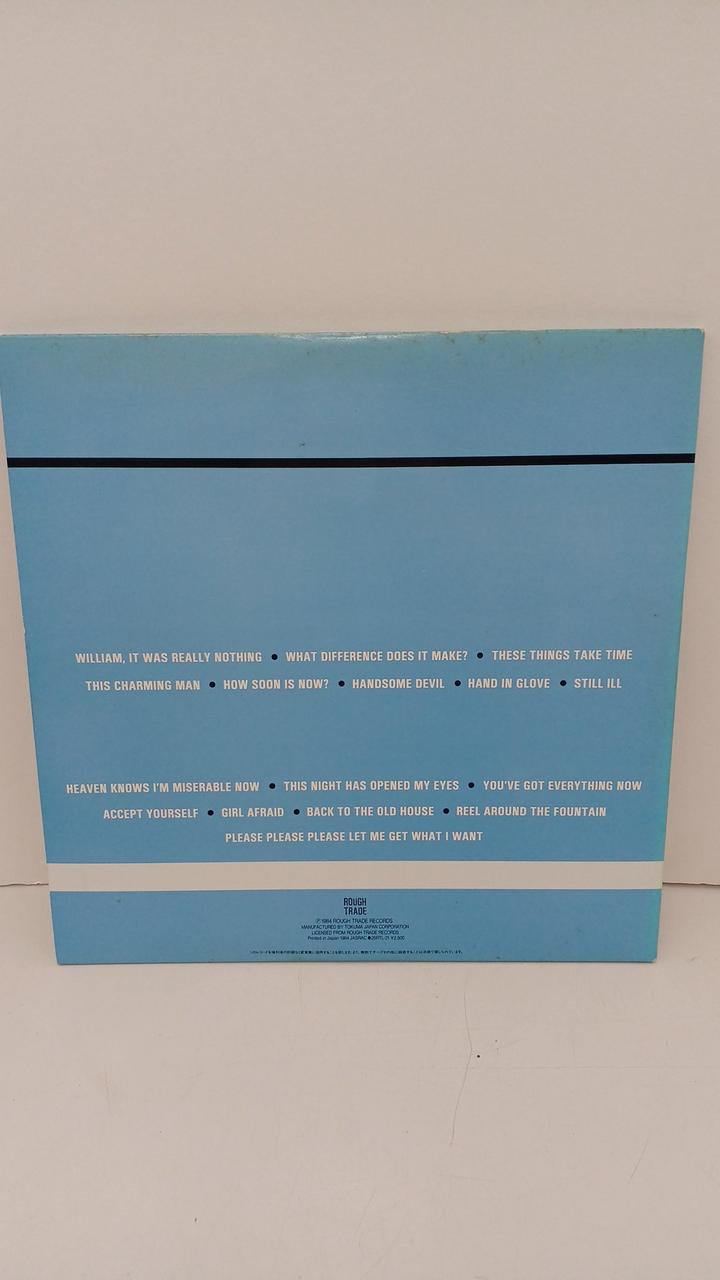 WILLIAM, IT WAS REALLY NOTHING • WHAT DIFFERENCE DOES IT MAKE? • THESE THINGS TAKE TIME
THIS CHARMING MAN • HOW SOON IS NOW? • HANDSOME DEVIL • HAND IN GLOVE • STILL ILL
HEAVEN KNOWS I'M MISERABLE NOW • THIS NIGHT HAS OPENED MY EYES • YOU'VE GOT EVERYTHING NOW
ACCEPT YOURSELF • GIRL AFRAID • BACK TO THE OLD HOUSE • REEL AROUND THE FOUNTAIN
PLEASE PLEASE PLEASE LET ME GET WHAT I WANT
ROUGH
TRADE
℗ 1984 ROUGH TRADE RECORDS
MANUFACTURED BY TOKUMA JAPAN CORPORATION
LICENSED FROM ROUGH TRADE RECORDS
Printed in Japan 1984 JASRAC ●25RTL-21 ¥2,500